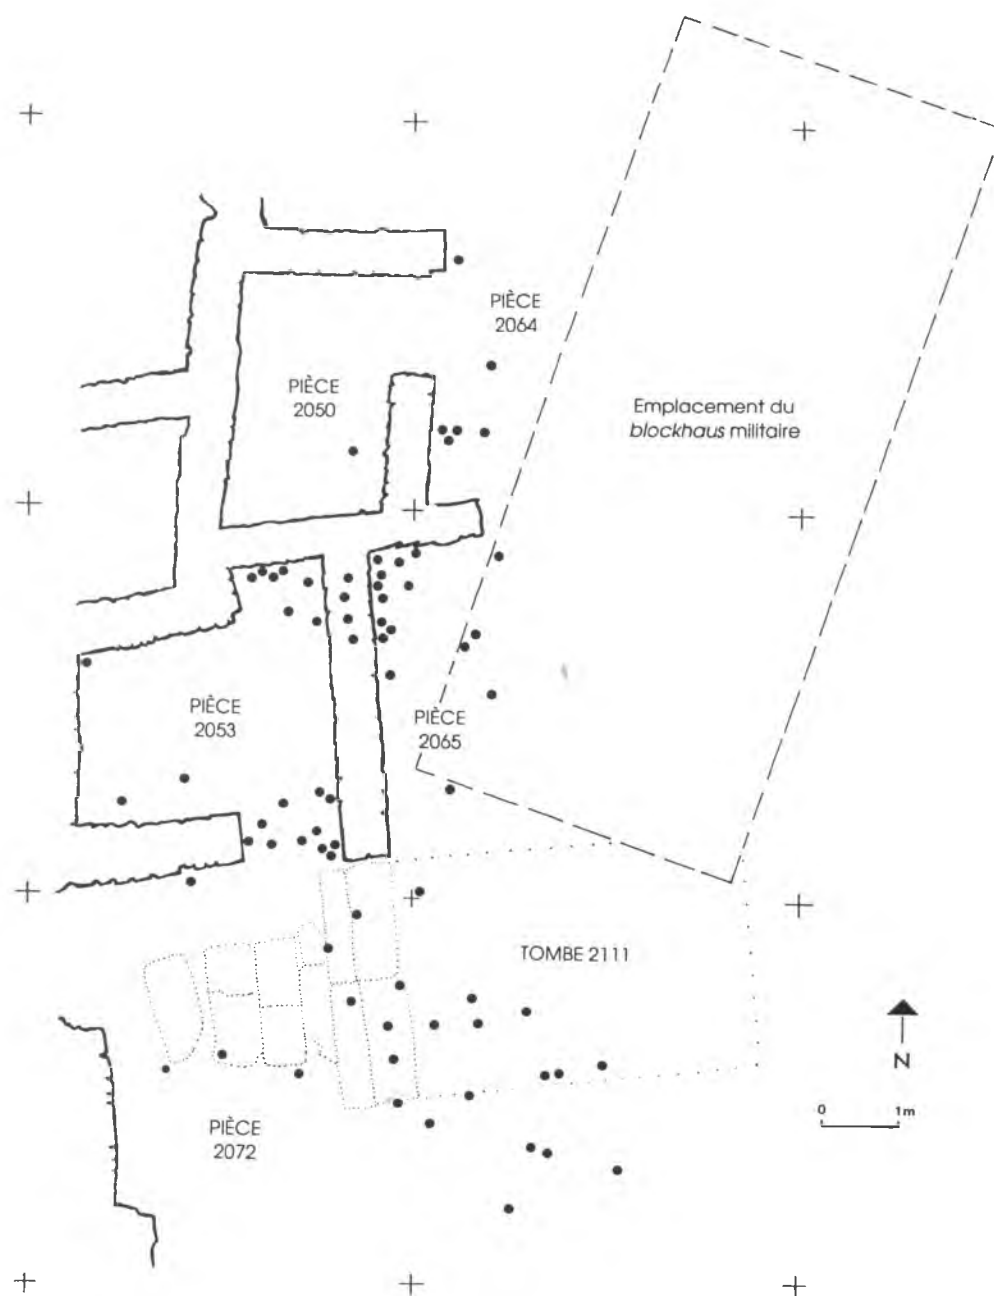 PIÈCE
2064
PIÈCE
2050
Emplacement du
blockhaus militaire
PIÈCE
2053
PIÈCE
2065
TOMBE 2111
N
0 1m
PIÈCE
2072